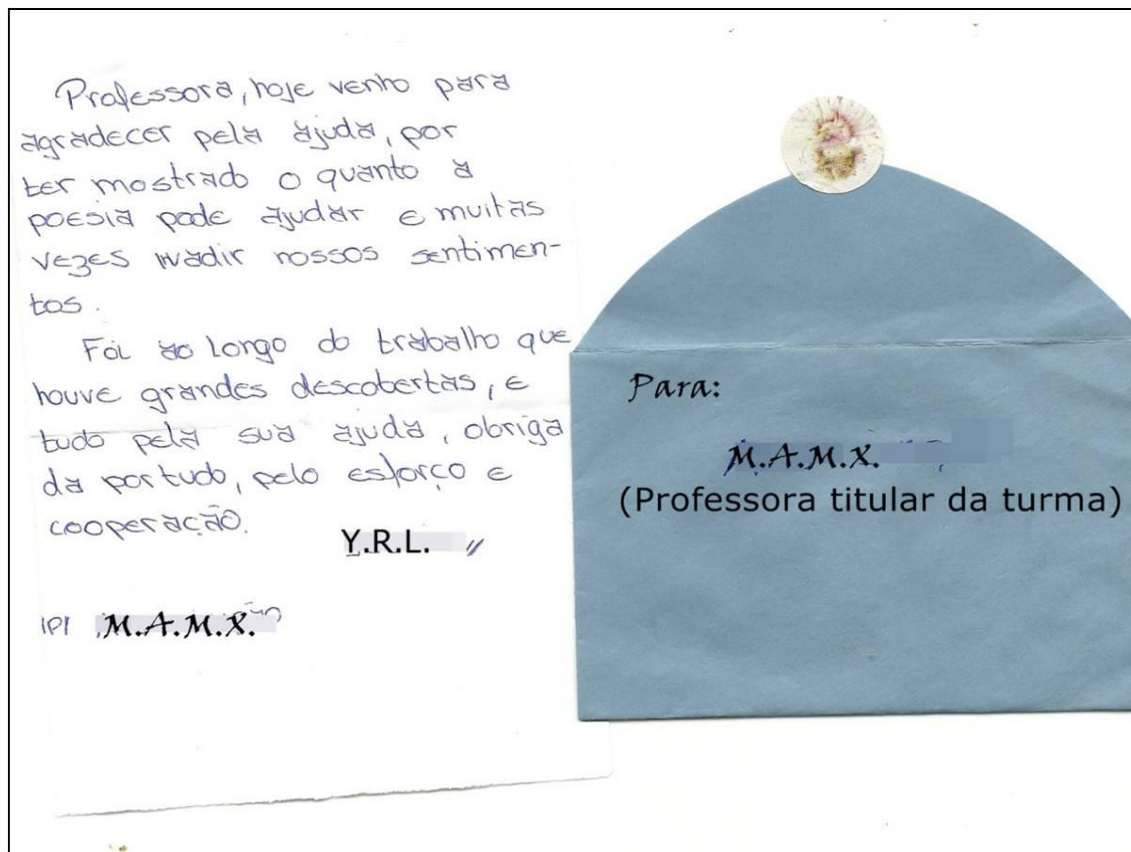 Professora, hoje venho para
agradecer pela ajuda, por
ter mostrado o quanto a
poesia pode ajudar e muitas
vezes invadir nossos sentimen-
tos.
Foi ao longo do trabalho que
houve grandes descobertas, e
tudo pela sua ajuda, obriga
da por tudo, pelo esforço e
cooperação.
Y.R.L. //
|P| M.A.M.X.
Para:
M.A.M.X.
(Professora titular da turma)